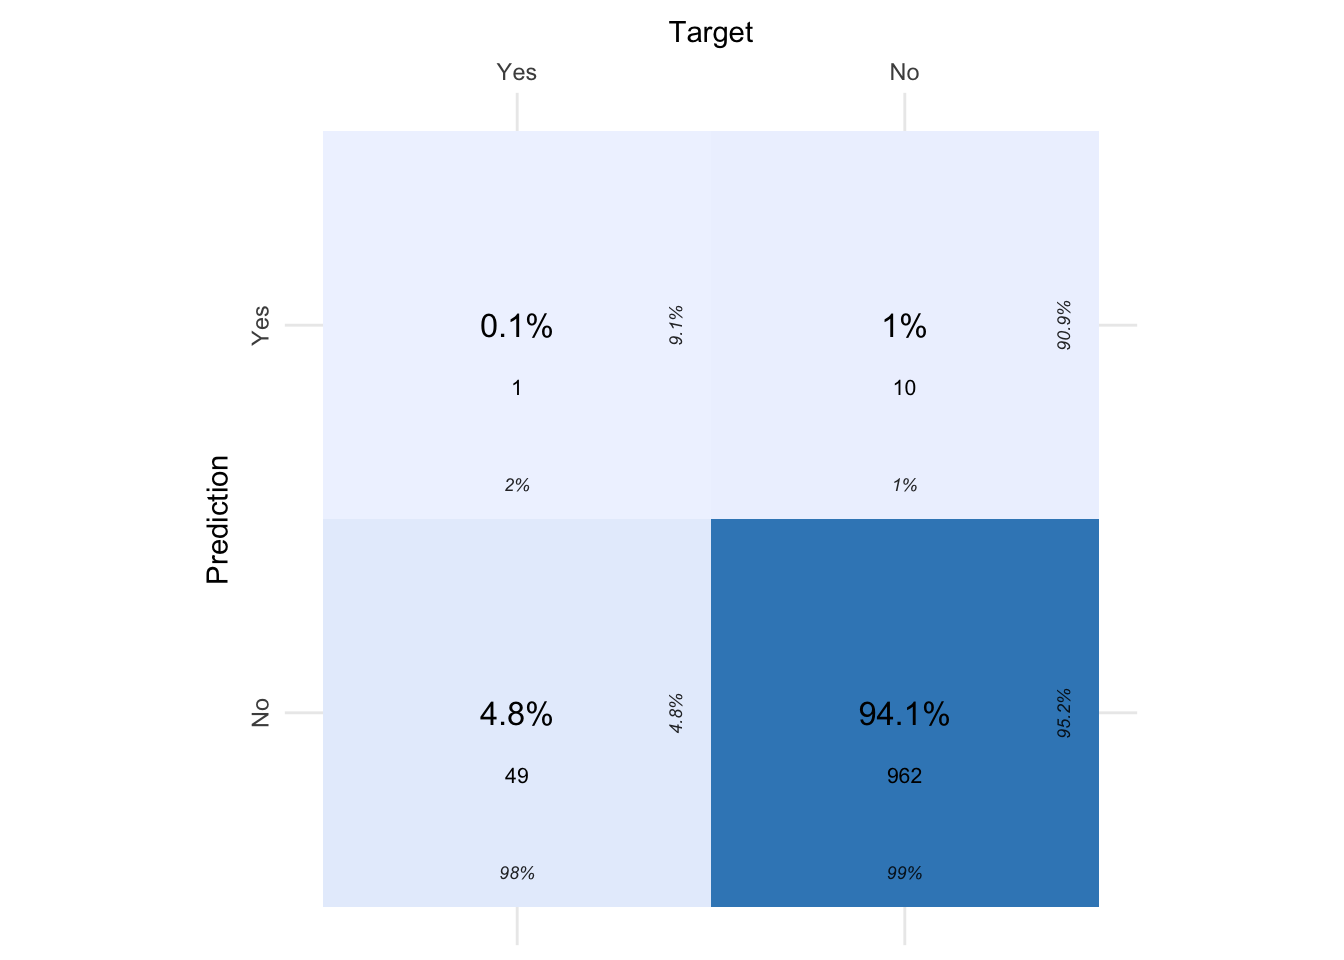 Target
Yes
No
Yes
0.1%
9.1%
1%
90.9%
1
10
2%
1%
Prediction
No
4.8%
4.8%
94.1%
95.2%
49
962
98%
99%